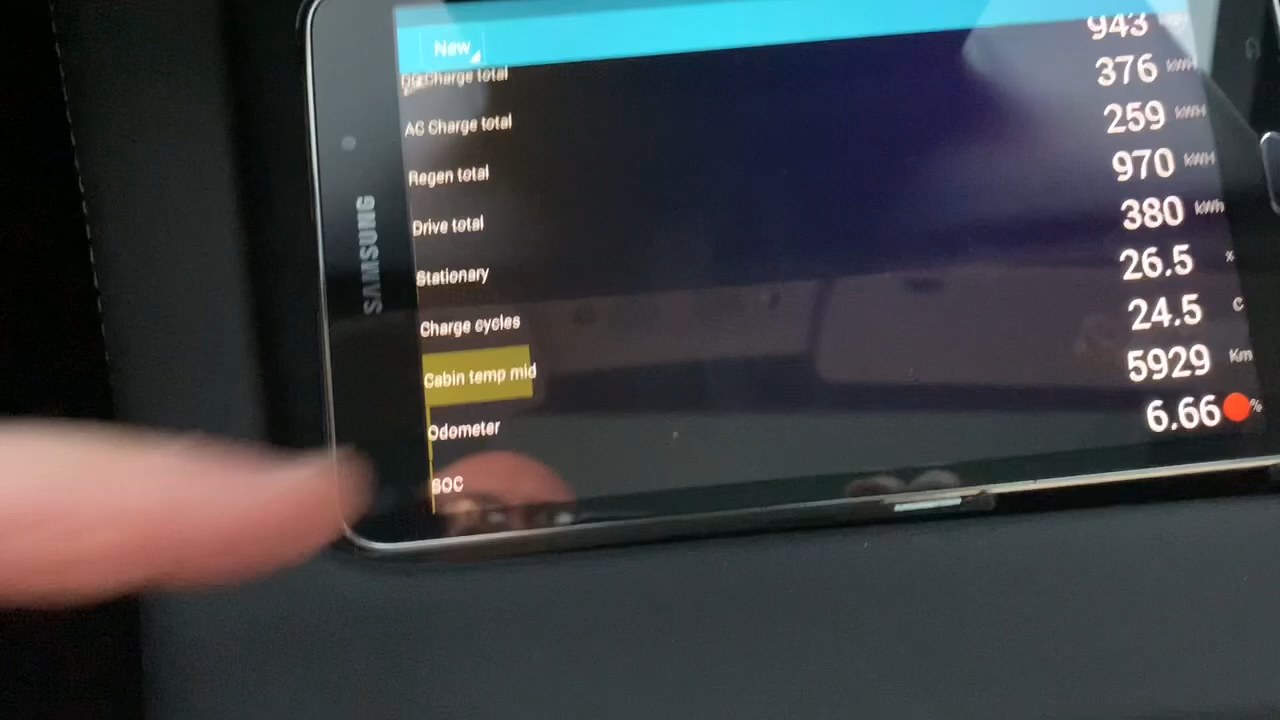 SAMSUNG
New
Charge total 943
AC Charge total 376 kWH
Regen total 259 kWH
Drive total 970 kWH
Stationary 380 kWh
Charge cycles 26.5 x
Cabin temp mid 24.5 C
Odometer 5929 Km
SOC 6.66 %